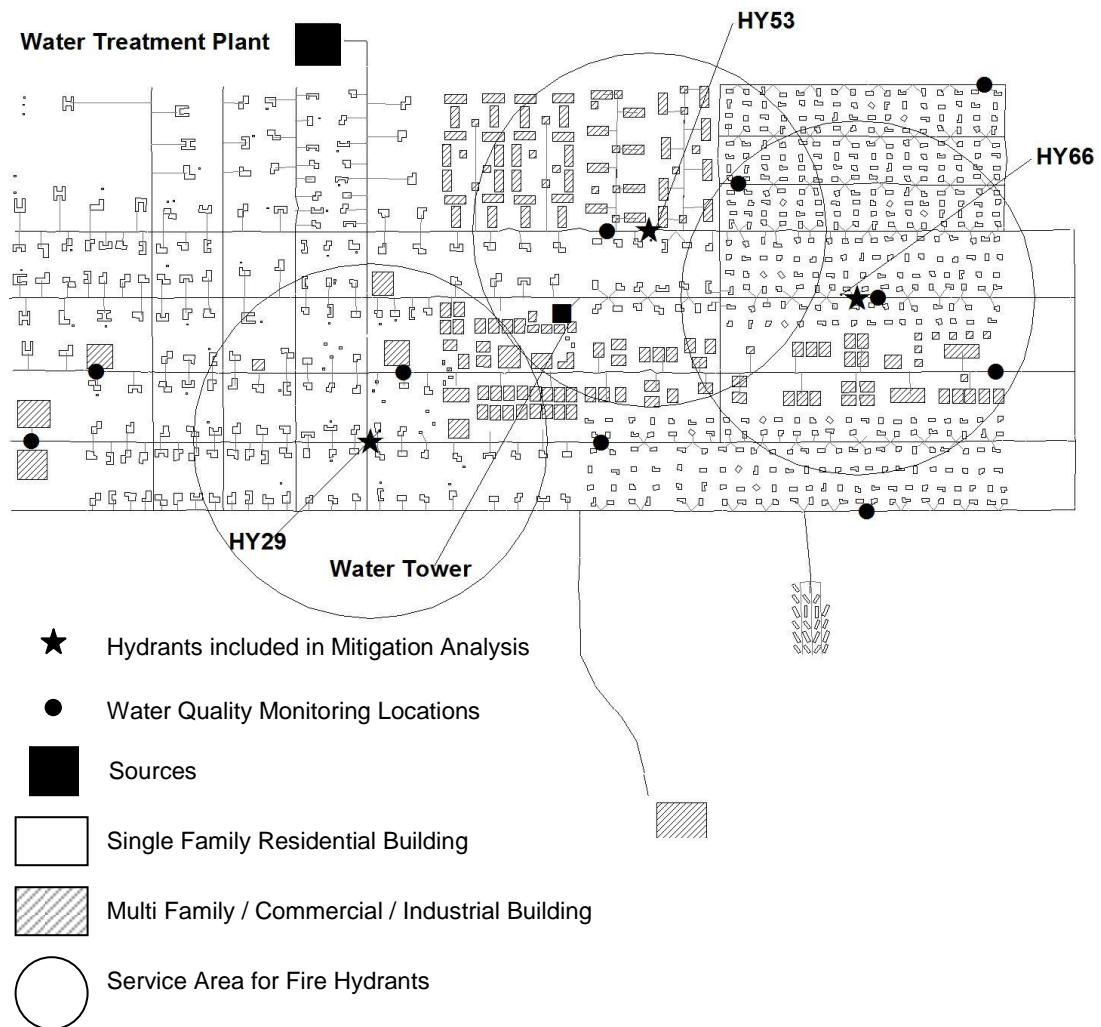 HY53
Water Treatment Plant
HY66
HY29
Water Tower
Hydrants included in Mitigation Analysis
Water Quality Monitoring Locations
Sources
Single Family Residential Building
Multi Family / Commercial / Industrial Building
Service Area for Fire Hydrants